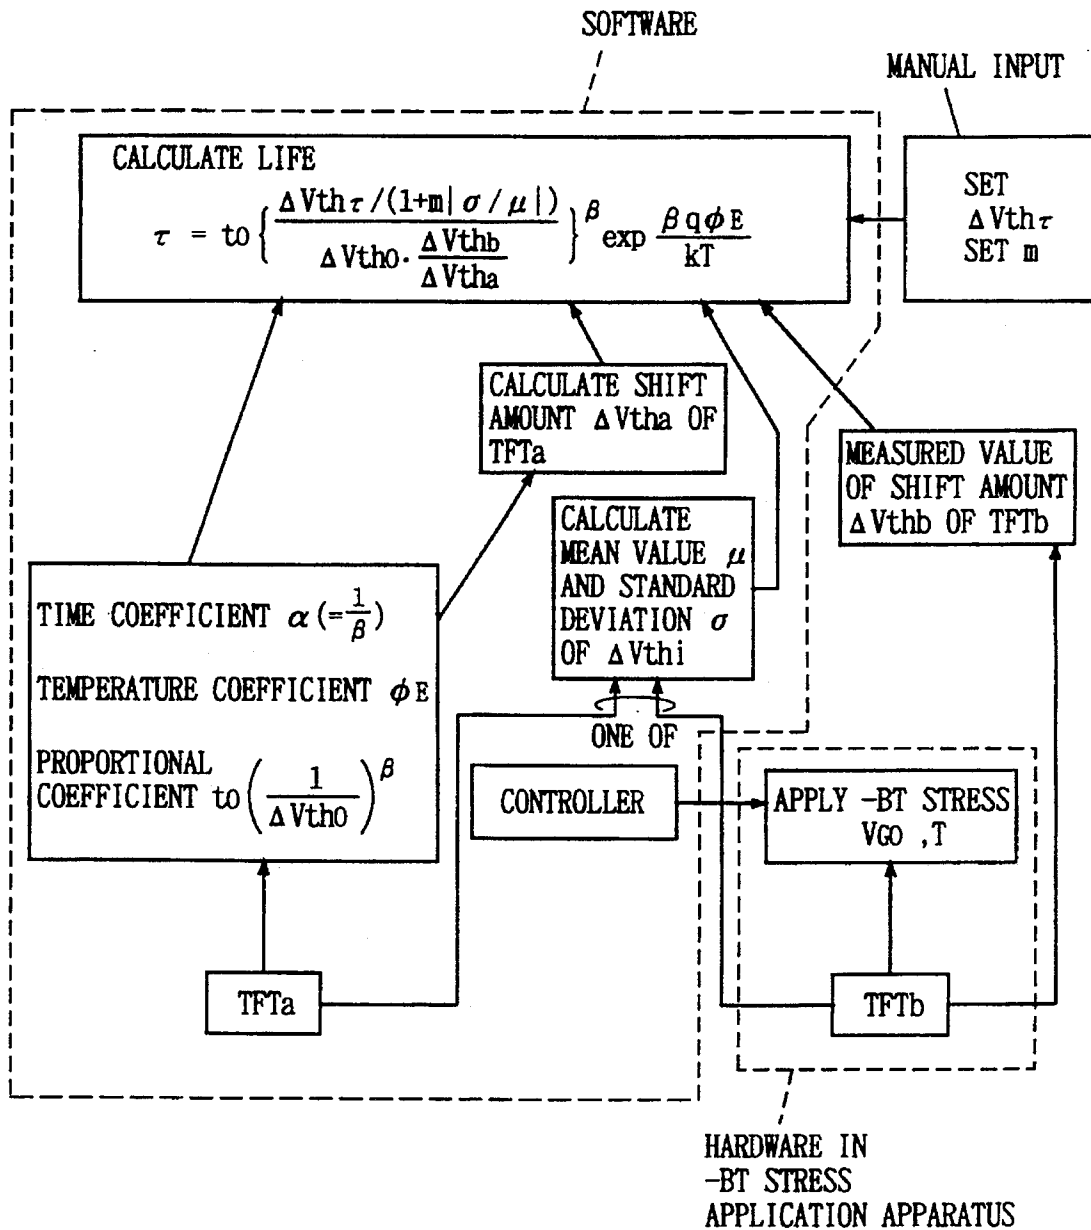 SOFTWARE
MANUAL INPUT
CALCULATE LIFE
τ = to { ΔVthτ/(1+m|σ/μ|) / ΔVtho · ΔVthb/ΔVtha }^β exp βqφE/kT
SET
ΔVthτ
SET m
CALCULATE SHIFT
AMOUNT ΔVtha OF
TFTa
MEASURED VALUE
OF SHIFT AMOUNT
ΔVthb OF TFTb
CALCULATE
MEAN VALUE μ
AND STANDARD
DEVIATION σ
OF ΔVthi
TIME COEFFICIENT α(=1/β)
TEMPERATURE COEFFICIENT φE
PROPORTIONAL
COEFFICIENT to(1/ΔVtho)^β
ONE OF
CONTROLLER
APPLY -BT STRESS
VGO ,T
TFTa
TFTb
HARDWARE IN
-BT STRESS
APPLICATION APPARATUS